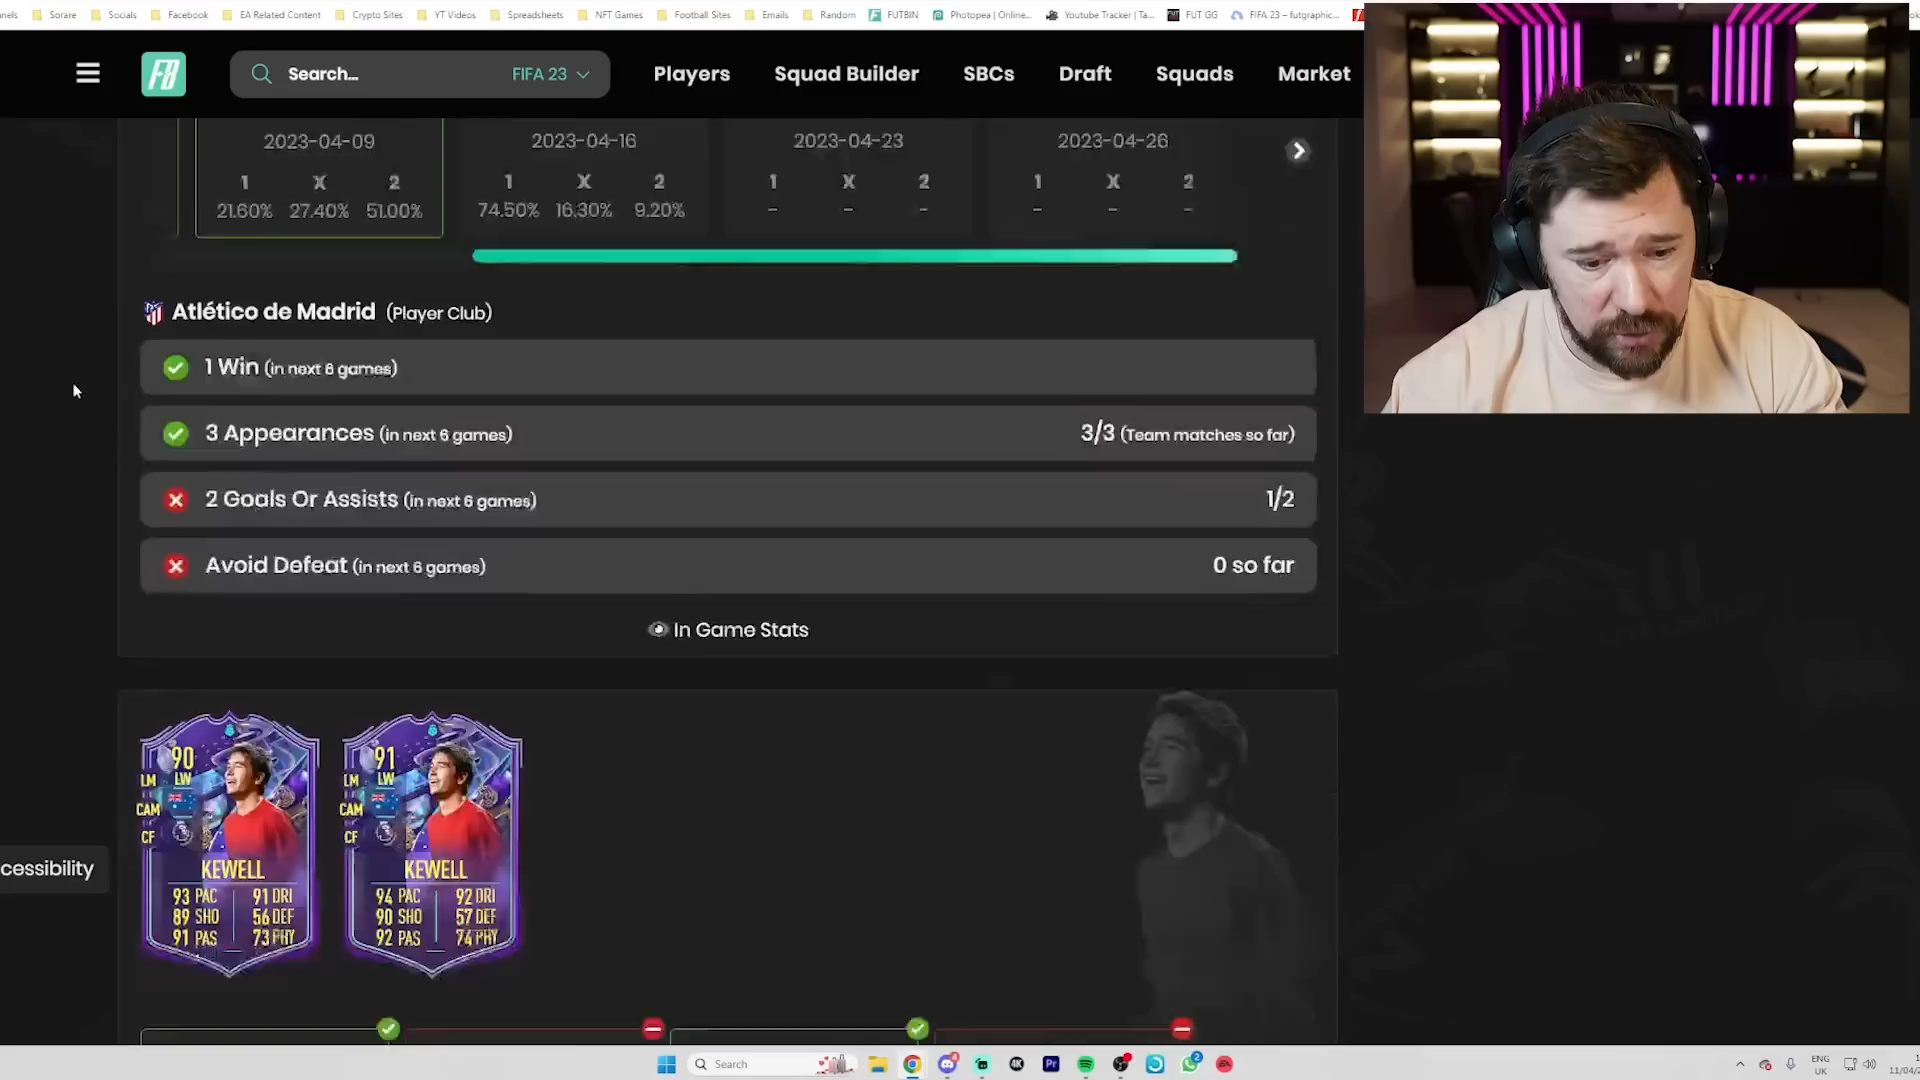 Sorare
Socials
Facebook
EA Related Content
Crypto Sites
YT Videos
Spreadsheets
NFT Games
Football Sites
Emails
Random
FUTBIN
Photopea | Online...
Youtube Tracker | Ta...
FUT GG
FIFA 23 – futgraphic...
FB
Search...
FIFA 23
Players
Squad Builder
SBCs
Draft
Squads
Market
2023-04-09
2023-04-16
2023-04-23
2023-04-26
1 X 2
1 X 2
1 X 2
1 X 2
21.60% 27.40% 51.00%
74.50% 16.30% 9.20%
- - -
- - -
Atlético de Madrid (Player Club)
1 Win (in next 6 games)
3 Appearances (in next 6 games)
3/3 (Team matches so far)
2 Goals Or Assists (in next 6 games)
1/2
Avoid Defeat (in next 6 games)
0 so far
In Game Stats
90
LW
LM
CAM
CF
KEWELL
93 PAC 91 DRI
89 SHO 56 DEF
91 PAS 73 PHY
91
LW
LM
CAM
CF
KEWELL
94 PAC 92 DRI
90 SHO 57 DEF
92 PAS 74 PHY
cessibility
Search
4
4K
Pr
2
EA
ENG
UK